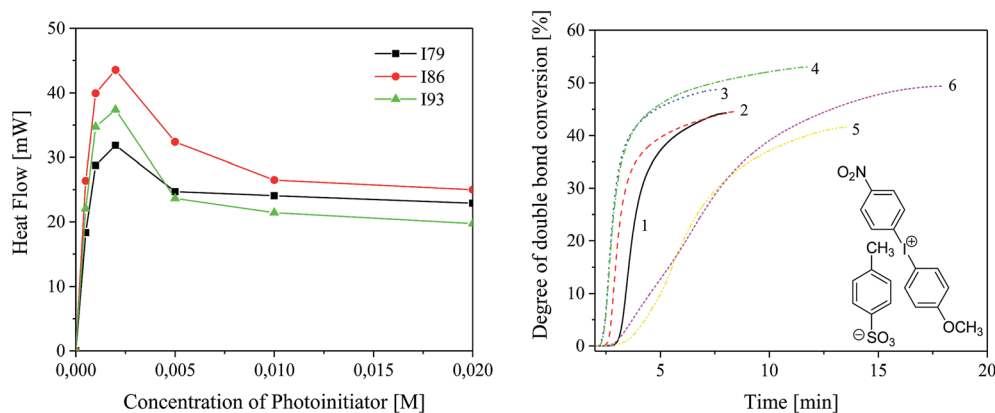 Heat Flow [mW]
50
40
30
20
10
0
I79
I86
I93
0,000
0,005
0,010
0,015
0,020
Concentration of Photoinitiator [M]
Degree of double bond conversion [%]
60
50
40
30
20
10
0
1
2
3
4
5
6
O2N
I+
CH3
SO3
⊖
OCH3
5
10
15
20
Time [min]